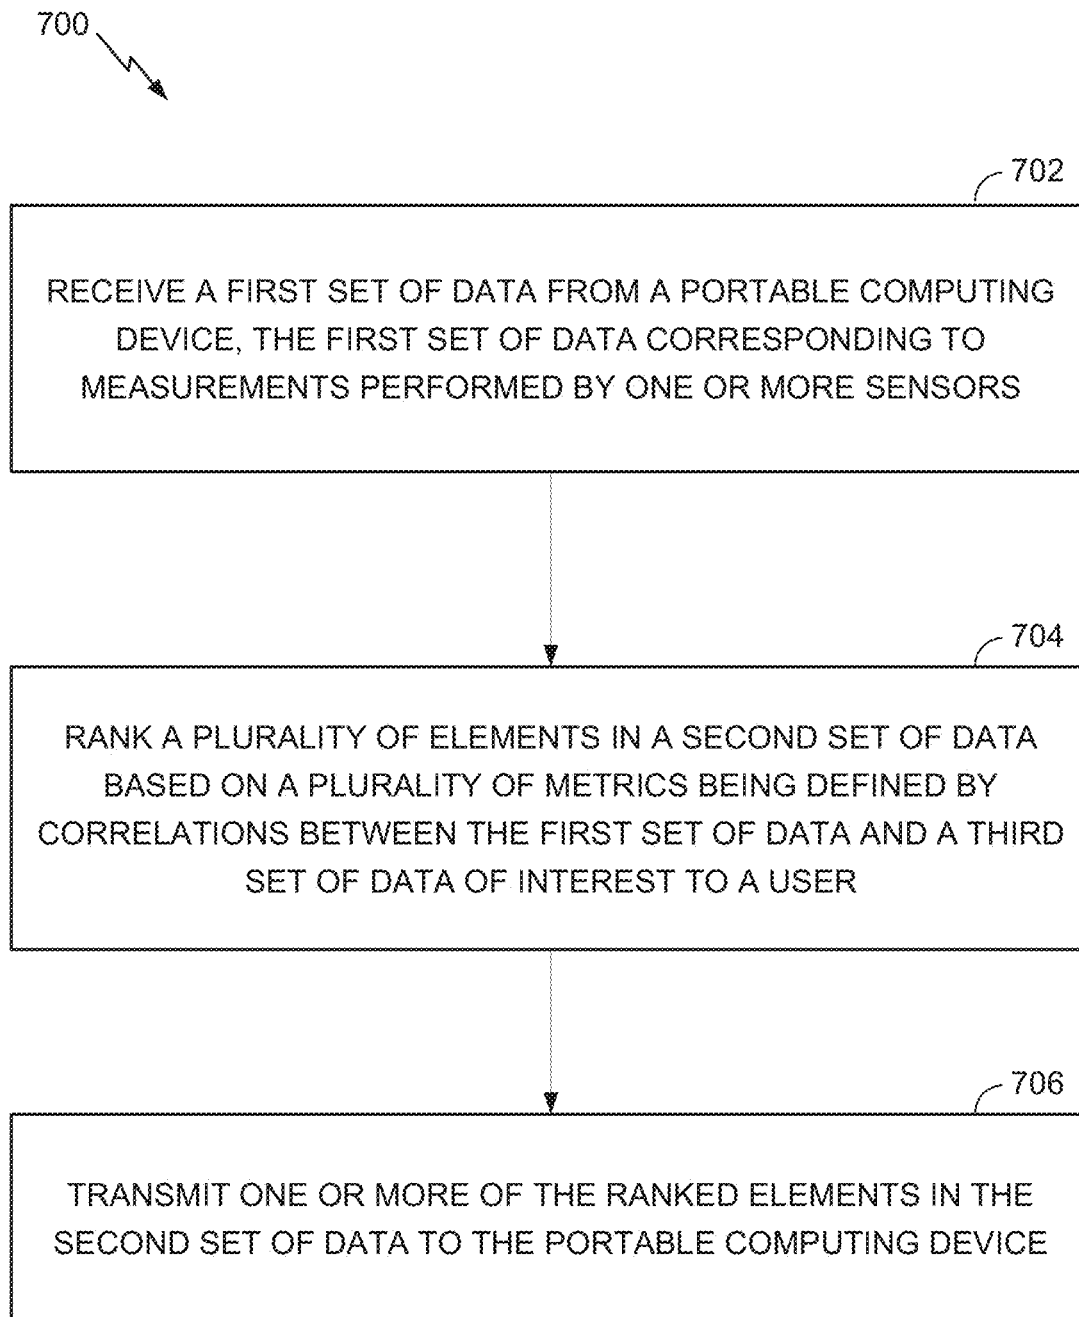 700
702
RECEIVE A FIRST SET OF DATA FROM A PORTABLE COMPUTING
DEVICE, THE FIRST SET OF DATA CORRESPONDING TO
MEASUREMENTS PERFORMED BY ONE OR MORE SENSORS
704
RANK A PLURALITY OF ELEMENTS IN A SECOND SET OF DATA
BASED ON A PLURALITY OF METRICS BEING DEFINED BY
CORRELATIONS BETWEEN THE FIRST SET OF DATA AND A THIRD
SET OF DATA OF INTEREST TO A USER
706
TRANSMIT ONE OR MORE OF THE RANKED ELEMENTS IN THE
SECOND SET OF DATA TO THE PORTABLE COMPUTING DEVICE